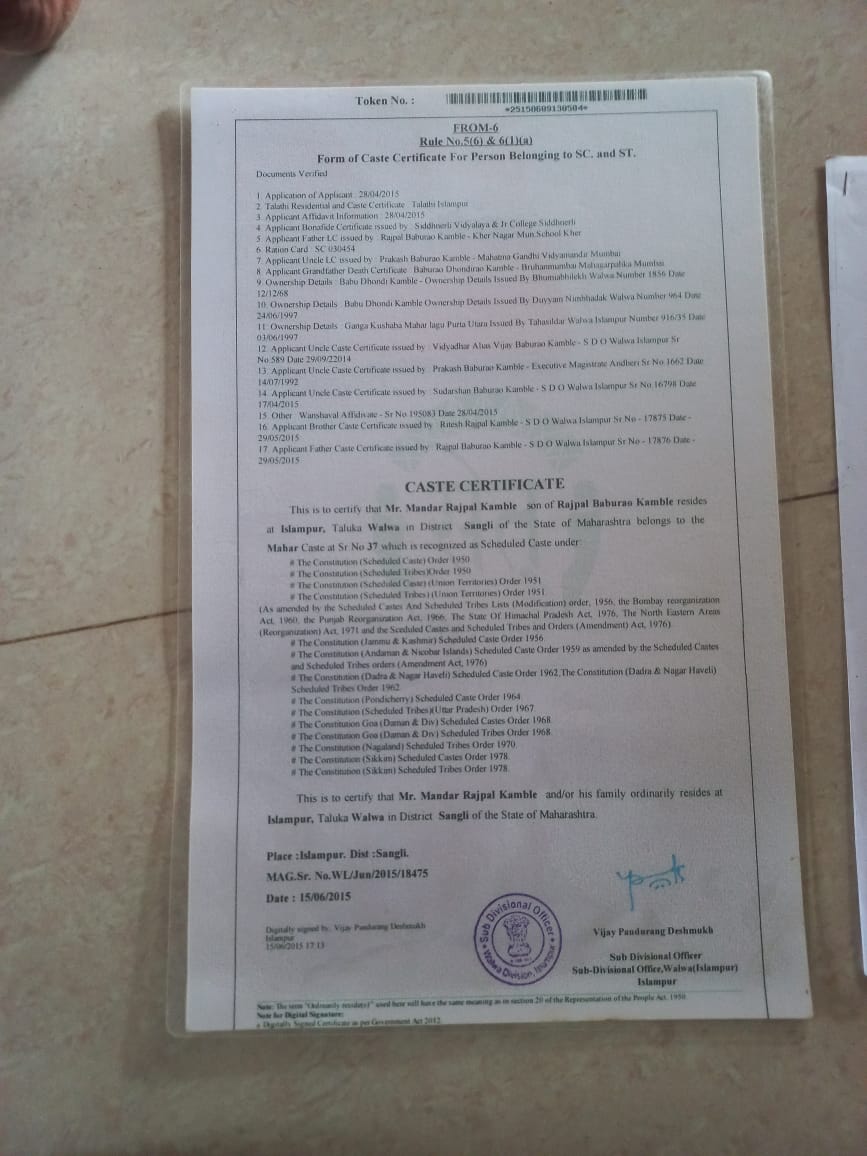 Token No. :
*25150609130504*
FROM-6
Rule No.5(6) & 6(1)(a)
Form of Caste Certificate For Person Belonging to SC. and ST.
Documents Verified
1. Application of Applicant : 28/04/2015
2. Talathi Residential and Caste Certificate : Talathi Islampur
3. Applicant Affidavit Information : 28/04/2015
4. Applicant Bonafide Certificate issued by : Siddhnerli Vidyalaya & Jr College Siddhnerli
5. Applicant Father LC issued by : Rajpal Baburao Kamble - Kher Nagar Mun.School Kher
6. Ration Card : SC 030454
7. Applicant Uncle LC issued by : Prakash Baburao Kamble - Mahatma Gandhi Vidyamandir Mumbai
8. Applicant Grandfather Death Certificate : Baburao Dhondirao Kamble - Bruhanmumbai Mahagarpalika Mumbai
9. Ownership Details : Babu Dhondi Kamble - Ownership Details Issued By Bhumiabhilekh Walwa Number 1856 Date
12/12/68
10. Ownership Details : Babu Dhondi Kamble Ownership Details Issued By Duyyam Nimbhadak Walwa Number 964 Date
24/06/1997
11. Ownership Details : Ganga Kushaba Mahar Iagu Purta Utara Issued By Tahasildar Walwa Islampur Number 916/35 Date
03/06/1997
12. Applicant Uncle Caste Certificate issued by : Vidyadhar Alias Vijay Baburao Kamble - S D O Walwa Islampur Sr
No.589 Date 29/09/22014
13. Applicant Uncle Caste Certificate issued by : Prakash Baburao Kamble - Executive Magistrate Andheri Sr No.1662 Date
14/07/1992
14. Applicant Uncle Caste Certificate issued by : Sudarshan Baburao Kamble - S D O Walwa Islampur Sr No.16798 Date
17/04/2015
15. Other : Wanshaval Affidivate - Sr No.195083 Date 28/04/2015
16. Applicant Brother Caste Certificate issued by : Ritesh Rajpal Kamble - S D O Walwa Islampur Sr No - 17875 Date -
29/05/2015
17. Applicant Father Caste Certificate issued by : Rajpal Baburao Kamble - S D O Walwa Islampur Sr No - 17876 Date -
29/05/2015
CASTE CERTIFICATE
This is to certify that Mr. Mandar Rajpal Kamble son of Rajpal Baburao Kamble resides
at Islampur, Taluka Walwa in District Sangli of the State of Maharashtra belongs to the
Mahar Caste at Sr No 37 which is recognized as Scheduled Caste under:
# The Constitution (Scheduled Caste) Order 1950
# The Constitution (Scheduled Tribes)Order 1950
# The Constitution (Scheduled Caste) (Union Territories) Order 1951
# The Constitution (Scheduled Tribes) (Union Territories) Order 1951
(As amended by the Scheduled Castes And Scheduled Tribes Lists (Modification) order, 1956, the Bombay reorganization
Act, 1960, the Punjab Reorganization Act, 1966, The State Of Himachal Pradesh Act, 1976, The North Eastern Areas
(Reorganization) Act, 1971 and the Sceduled Castes and Scheduled Tribes and Orders (Amendment) Act, 1976).
# The Constitution (Jammu & Kashmir) Scheduled Caste Order 1956.
# The Constitution (Andaman & Nicobar Islands) Scheduled Caste Order 1959 as amended by the Scheduled Castes
and Scheduled Tribes orders (Amendment Act, 1976)
# The Constitution (Dadra & Nagar Haveli) Scheduled Caste Order 1962,The Constitution (Dadra & Nagar Haveli)
Scheduled Tribes Order 1962.
# The Constitution (Pondicherry) Scheduled Caste Order 1964.
# The Constitution (Scheduled Tribes)(Uttar Pradesh) Order 1967.
# The Constitution Goa (Daman & Div) Scheduled Castes Order 1968.
# The Constitution Goa (Daman & Div) Scheduled Tribes Order 1968.
# The Constitution (Nagaland) Scheduled Tribes Order 1970.
# The Constitution (Sikkim) Scheduled Castes Order 1978.
# The Constitution (Sikkim) Scheduled Tribes Order 1978.
This is to certify that Mr. Mandar Rajpal Kamble and/or his family ordinarily resides at
Islampur, Taluka Walwa in District Sangli of the State of Maharashtra.
Place :Islampur. Dist :Sangli.
MAG.Sr. No.WL/Jun/2015/18475
Date : 15/06/2015
Digitally signed by: Vijay Pandurang Deshmukh
Islampur
15/06/2015 17:13
Sub Divisional Officer
Walwa Division, Islampur
Vijay Pandurang Deshmukh
Sub Divisional Officer
Sub-Divisional Office,Walwa(Islampur)
Islampur
Note: The term "Ordinarily reside(s)" used here will have the same meaning as in section 20 of the Representation of the People Act. 1950
Note for Digital Signature:
Digitally Signed Certificate as per Government Act 2012